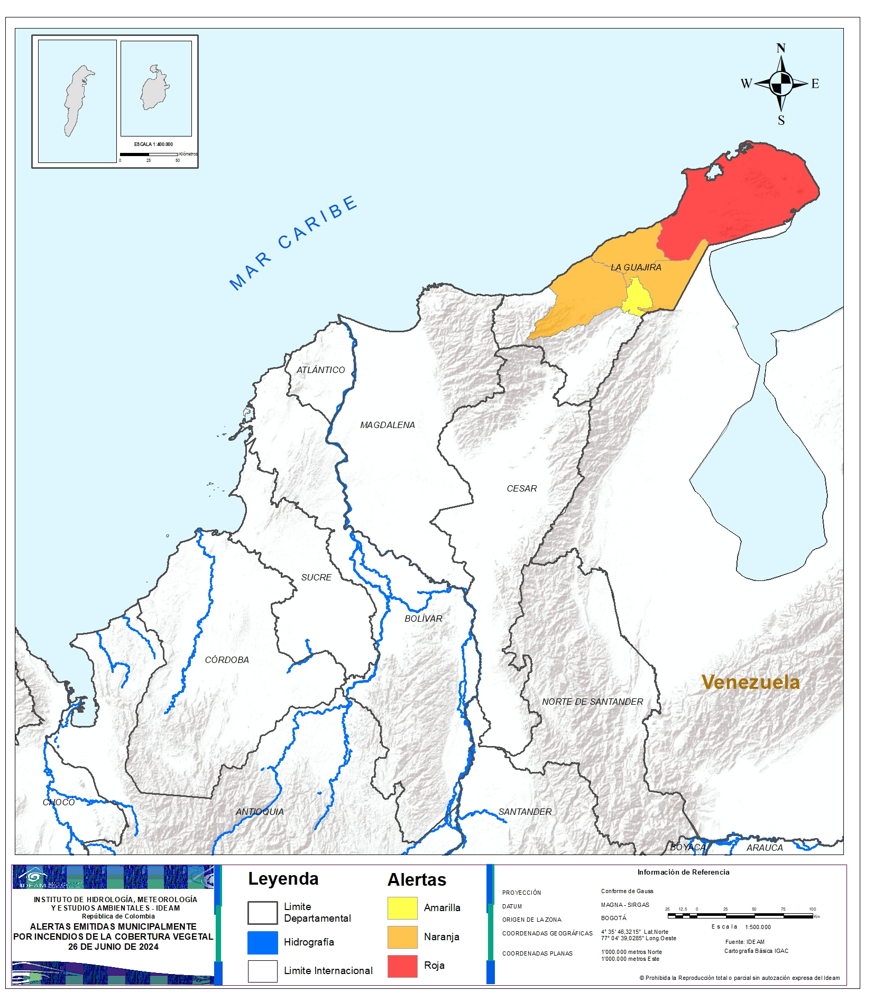 ESCALA 1:400.000
Kilómetros
0 25 50
N
W E
S
MAR CARIBE
LA GUAJIRA
ATLÁNTICO
MAGDALENA
CESAR
SUCRE
BOLÍVAR
CÓRDOBA
Venezuela
NORTE DE SANTANDER
CHOCÓ
ANTIOQUIA
SANTANDER
BOYACÁ
ARAUCA
IDEAM
INSTITUTO DE HIDROLOGÍA, METEOROLOGÍA
Y ESTUDIOS AMBIENTALES - IDEAM
República de Colombia
ALERTAS EMITIDAS MUNICIPALMENTE
POR INCENDIOS DE LA COBERTURA VEGETAL
26 DE JUNIO DE 2024
Leyenda
Limite
Departamental
Hidrografía
Limite Internacional
Alertas
Amarilla
Naranja
Roja
Información de Referencia
PROYECCIÓN Conforme de Gauss
DATUM MAGNA - SIRGAS
ORIGEN DE LA ZONA BOGOTÁ
COORDENADAS GEOGRÁFICAS 4° 35' 46,3215" Lat.Norte
77° 04' 39,0285" Long.Oeste
COORDENADAS PLANAS 1'000.000 metros Norte
1'000.000 metros Este
25 12,5 0 25 50 75 100
Km
Escala 1:500.000
Fuente: IDEAM
Cartografía Básica IGAC
© Prohibida la Reproducción total o parcial sin autozación expresa del Ideam